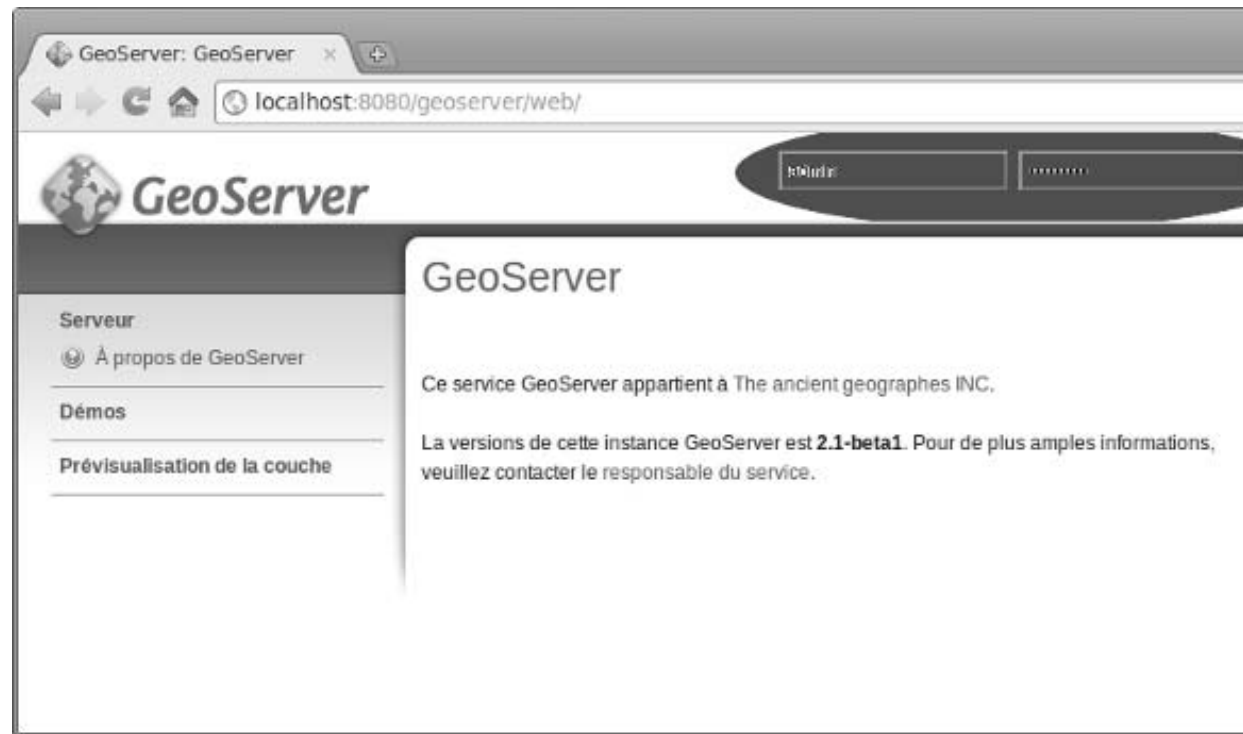 GeoServer: GeoServer
localhost:8080/geoserver/web/
GeoServer
GeoServer
Serveur
À propos de GeoServer
Démos
Prévisualisation de la couche
Ce service GeoServer appartient à The ancient geographes INC.
La versions de cette instance GeoServer est 2.1-beta1. Pour de plus amples informations,
veuillez contacter le responsable du service.